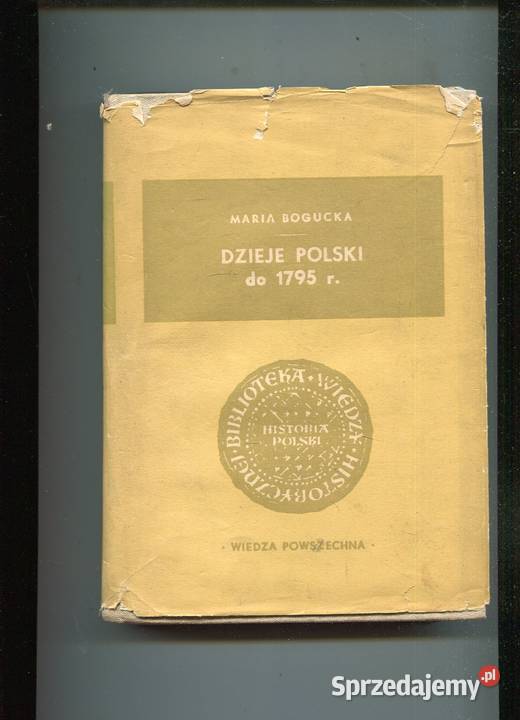 MARIA BOGUCKA
DZIEJE POLSKI
do 1795 r.
BIBLIOTEKA · WIEDZY · HISTORYCZNEJ ·
HISTORIA
POLSKI
· WIEDZA POWSZECHNA ·
Sprzedajemy.pl